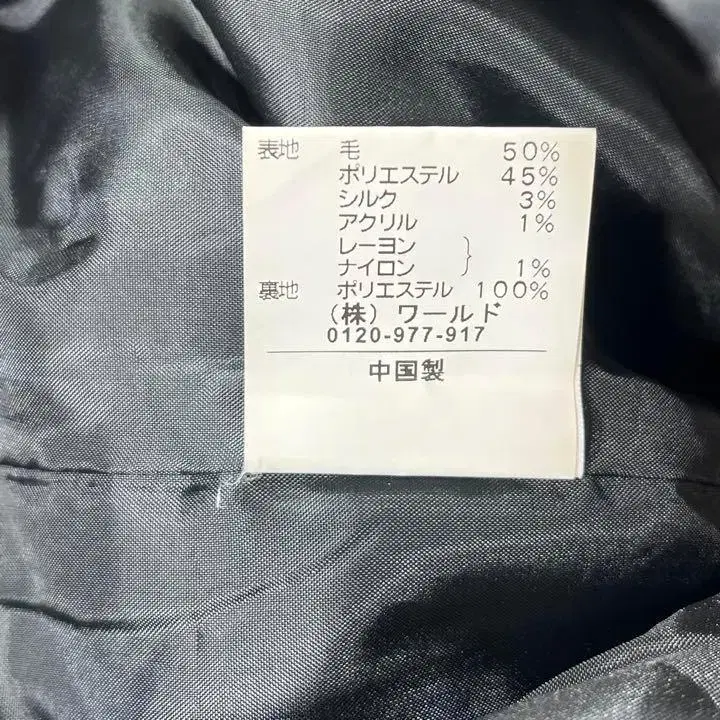 表地 毛 50%
ポリエステル 45%
シルク 3%
アクリル 1%
レーヨン
ナイロン } 1%
裏地 ポリエステル 100%
(株)ワールド
0120-977-917
中国製